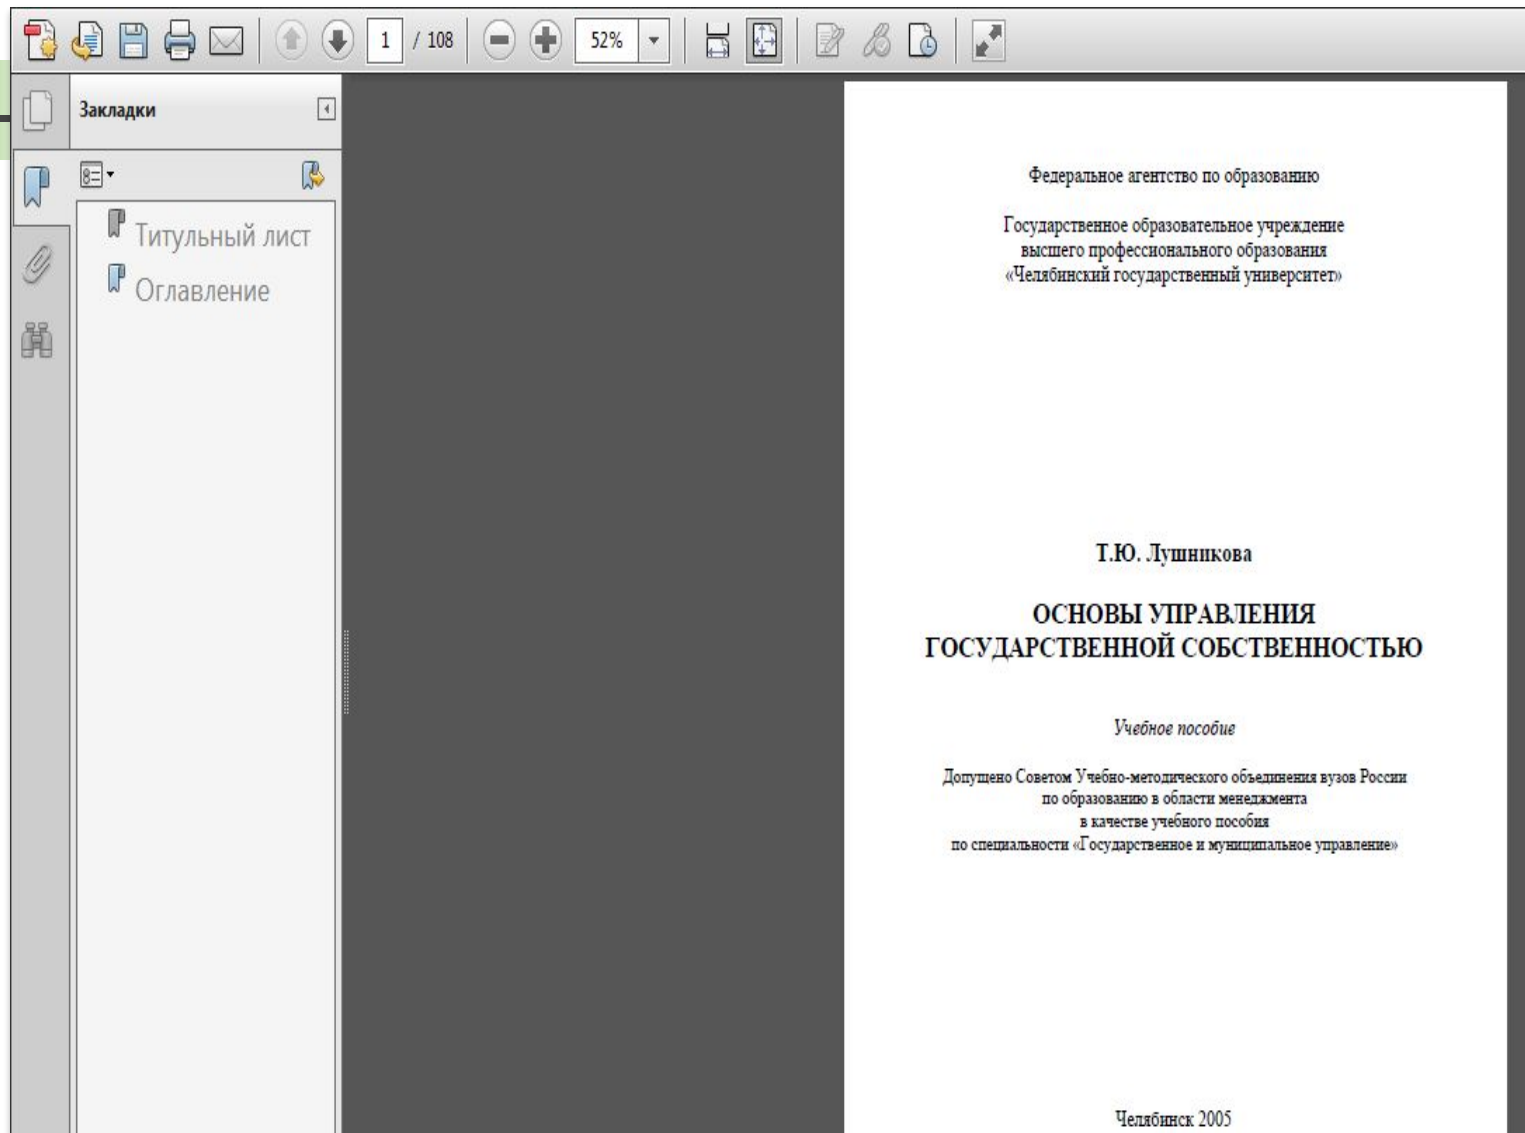 1 / 108
52%
Закладки
Титульный лист
Оглавление
Федеральное агентство по образованию
Государственное образовательное учреждение
высшего профессионального образования
«Челябинский государственный университет»
Т.Ю. Лушникова
ОСНОВЫ УПРАВЛЕНИЯ
ГОСУДАРСТВЕННОЙ СОБСТВЕННОСТЬЮ
Учебное пособие
Допущено Советом Учебно-методического объединения вузов России
по образованию в области менеджмента
в качестве учебного пособия
по специальности «Государственное и муниципальное управление»
Челябинск 2005